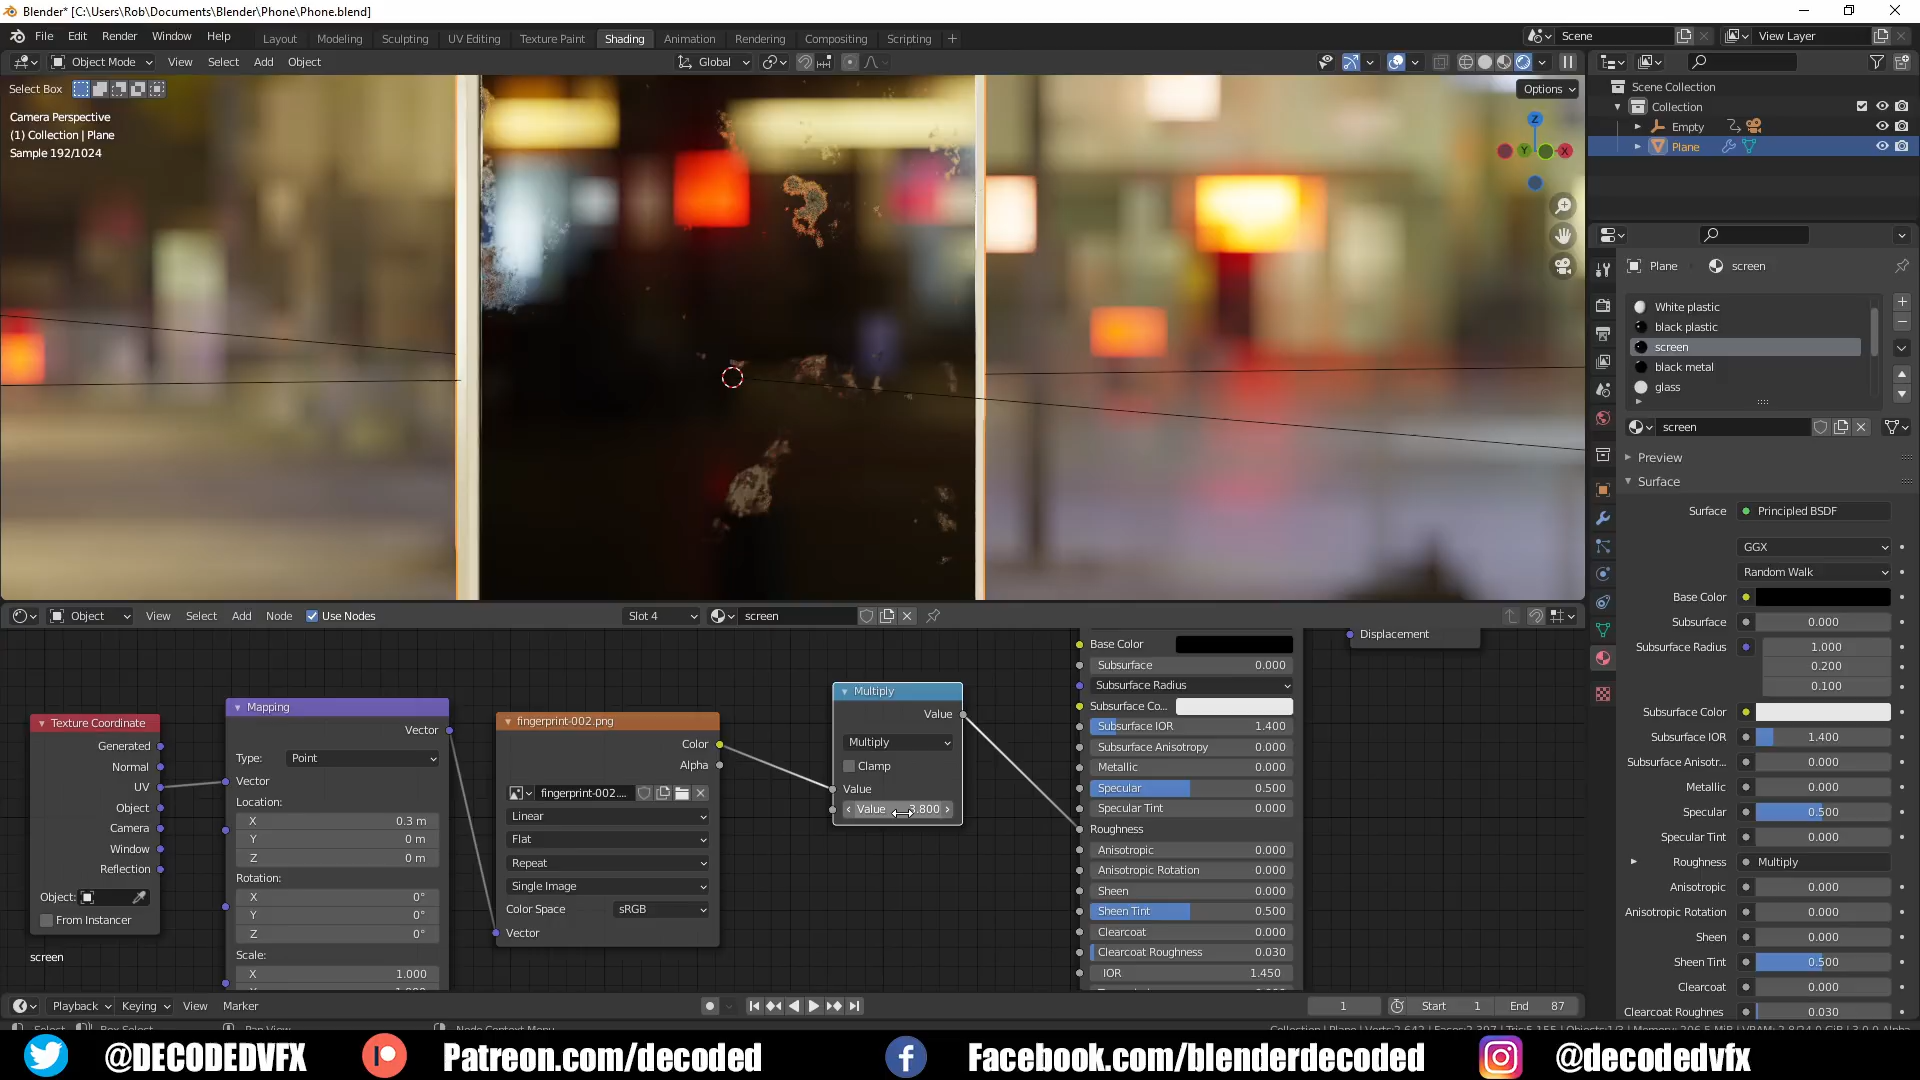 Blender* [C:\Users\Rob\Documents\Blender\Phone\Phone.blend]
File Edit Render Window Help
Layout Modeling Sculpting UV Editing Texture Paint Shading Animation Rendering Compositing Scripting +
Scene
View Layer
Object Mode View Select Add Object
Global
Select Box
Options
Camera Perspective
(1) Collection | Plane
Sample 192/1024
Z
Y
X
Scene Collection
Collection
Empty
Plane
Plane
screen
White plastic
black plastic
screen
black metal
glass
screen
Preview
Surface
Surface Principled BSDF
GGX
Random Walk
Base Color
Subsurface 0.000
Subsurface Radius 1.000
0.200
0.100
Subsurface Color
Subsurface IOR 1.400
Subsurface Anisotr... 0.000
Metallic 0.000
Specular 0.500
Specular Tint 0.000
Roughness Multiply
Anisotropic 0.000
Anisotropic Rotation 0.000
Sheen 0.000
Sheen Tint 0.500
Clearcoat 0.000
Clearcoat Roughnes 0.030
Object View Select Add Node Use Nodes
Slot 4
screen
Texture Coordinate
Generated
Normal
UV
Object
Camera
Window
Reflection
Object:
From Instancer
screen
Mapping
Vector
Type: Point
Vector
Location:
X 0.3 m
Y 0 m
Z 0 m
Rotation:
X 0°
Y 0°
Z 0°
Scale:
X 1.000
fingerprint-002.png
Color
Alpha
fingerprint-002....
Linear
Flat
Repeat
Single Image
Color Space sRGB
Vector
Multiply
Value
Multiply
Clamp
Value
Value 3.800
Base Color
Subsurface 0.000
Subsurface Radius
Subsurface Co...
Subsurface IOR 1.400
Subsurface Anisotropy 0.000
Metallic 0.000
Specular 0.500
Specular Tint 0.000
Roughness
Anisotropic 0.000
Anisotropic Rotation 0.000
Sheen 0.000
Sheen Tint 0.500
Clearcoat 0.000
Clearcoat Roughness 0.030
IOR 1.450
Displacement
Playback Keying View Marker
1
Start 1
End 87
@DECODEDVFX
Patreon.com/decoded
Facebook.com/blenderdecoded
@decodedvfx